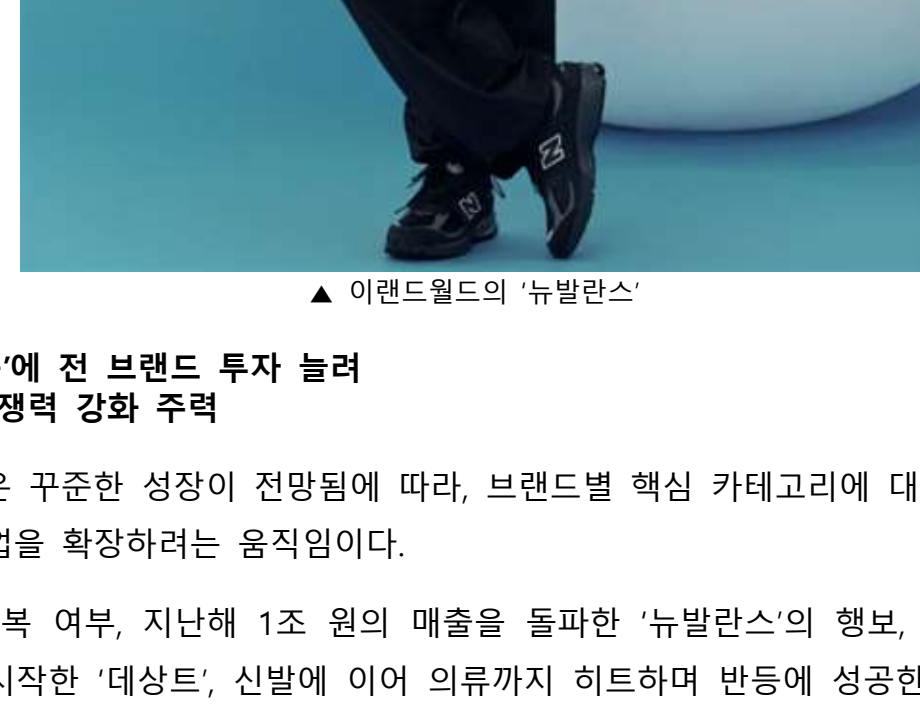 N
N
▲ 이랜드월드의 '뉴발란스'
'에 전 브랜드 투자 늘려
쟁력 강화 주력
은 꾸준한 성장이 전망됨에 따라, 브랜드별 핵심 카테고리에 대
업을 확장하려는 움직임이다.
복 여부, 지난해 1조 원의 매출을 돌파한 '뉴발란스'의 행보,
시작한 '데상트', 신발에 이어 의류까지 히트하며 반등에 성공한